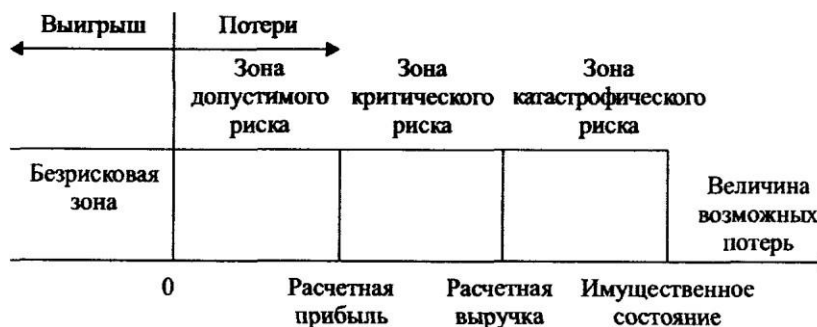 Выигрыш
Потери
Зона
допустимого
риска
Зона
критического
риска
Зона
катастрофического
риска
Безрисковая
зона
Величина
возможных
потерь
0
Расчетная
прибыль
Расчетная
выручка
Имущественное
состояние